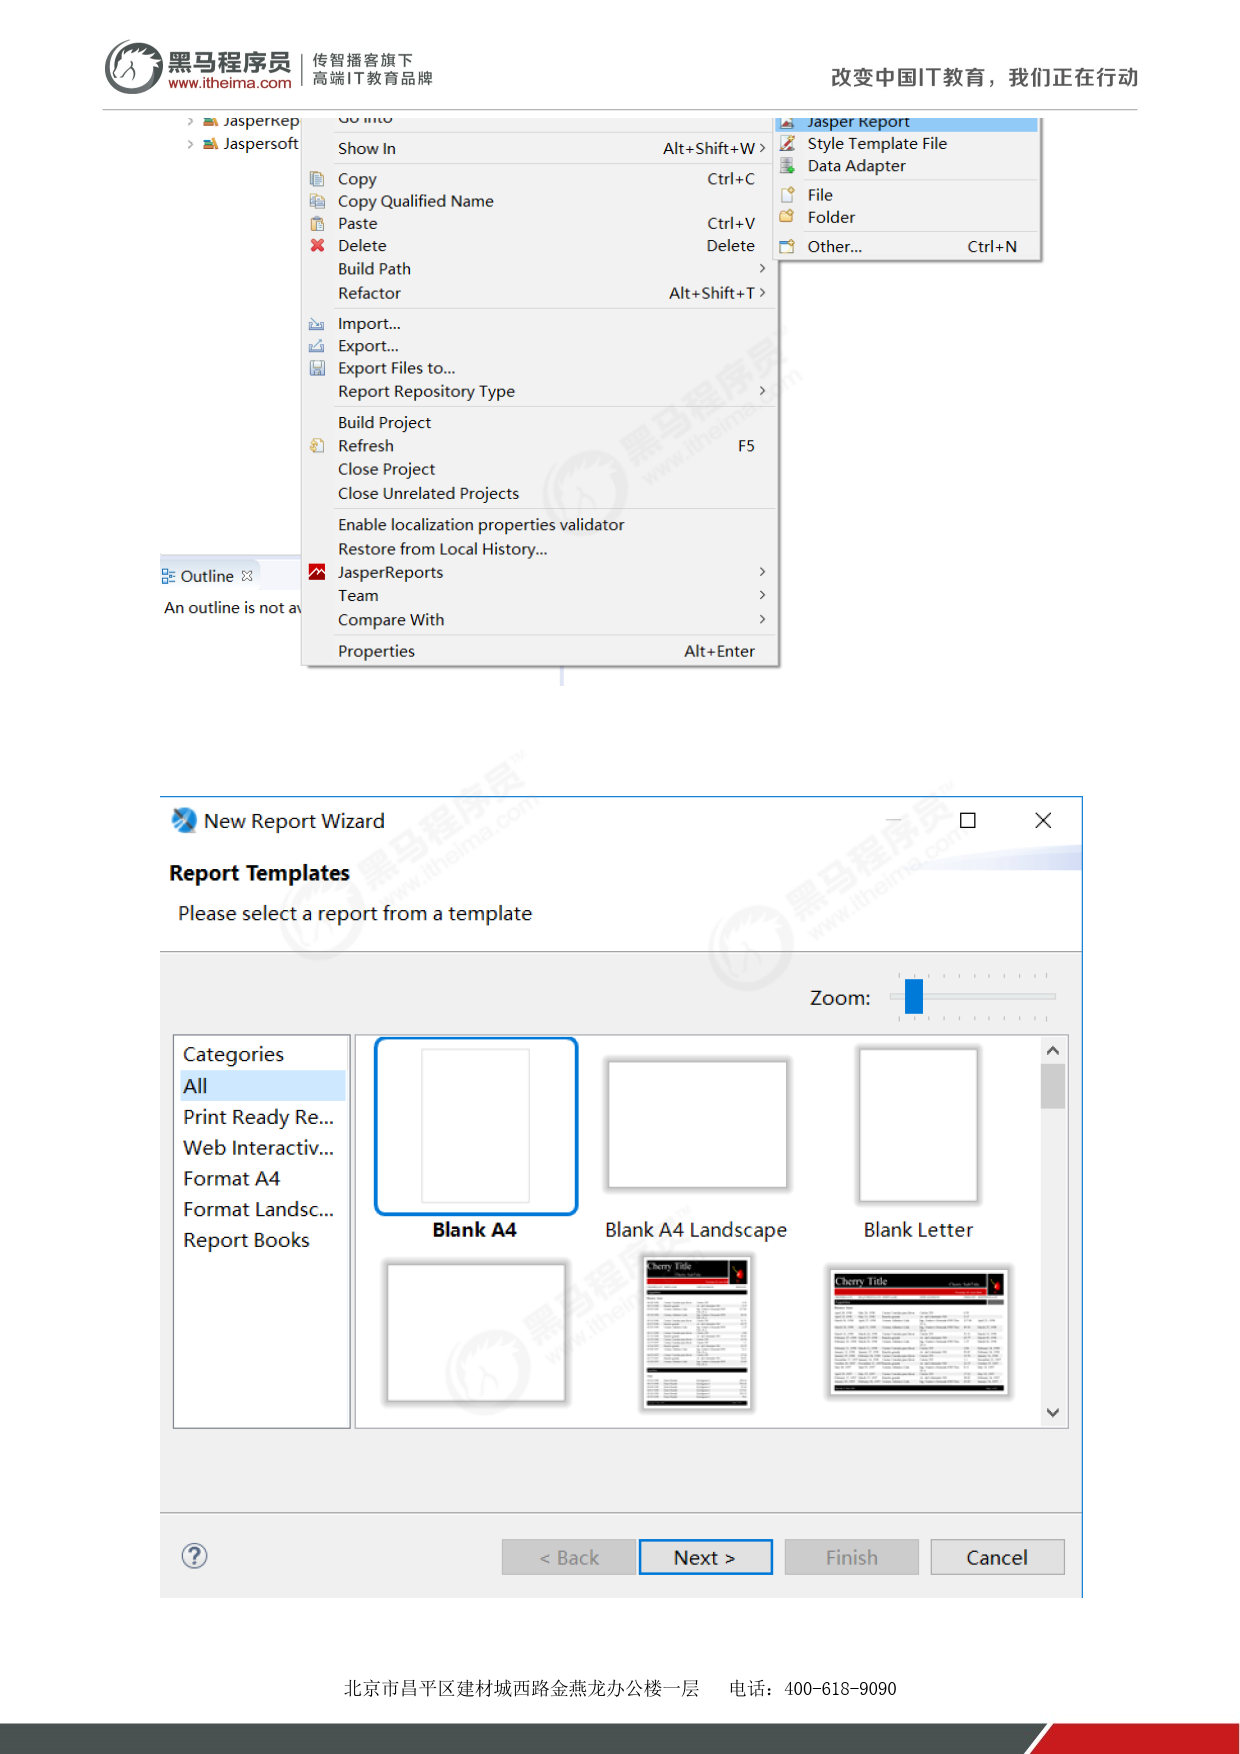 黑马程序员
www.itheima.com
传智播客旗下
高端IT教育品牌
改变中国IT教育，我们正在行动
JasperRep
Jaspersoft
Go Into
Show In Alt+Shift+W
Copy Ctrl+C
Copy Qualified Name
Paste Ctrl+V
Delete Delete
Build Path
Refactor Alt+Shift+T
Import...
Export...
Export Files to...
Report Repository Type
Build Project
Refresh F5
Close Project
Close Unrelated Projects
Enable localization properties validator
Restore from Local History...
JasperReports
Team
Compare With
Properties Alt+Enter
Jasper Report
Style Template File
Data Adapter
File
Folder
Other... Ctrl+N
Outline
An outline is not av
New Report Wizard
Report Templates
Please select a report from a template
Zoom:
Categories
All
Print Ready Re...
Web Interactiv...
Format A4
Format Landsc...
Report Books
Blank A4
Blank A4 Landscape
Blank Letter
Cherry Title
Cherry Title
< Back
Next >
Finish
Cancel
北京市昌平区建材城西路金燕龙办公楼一层 电话：400-618-9090